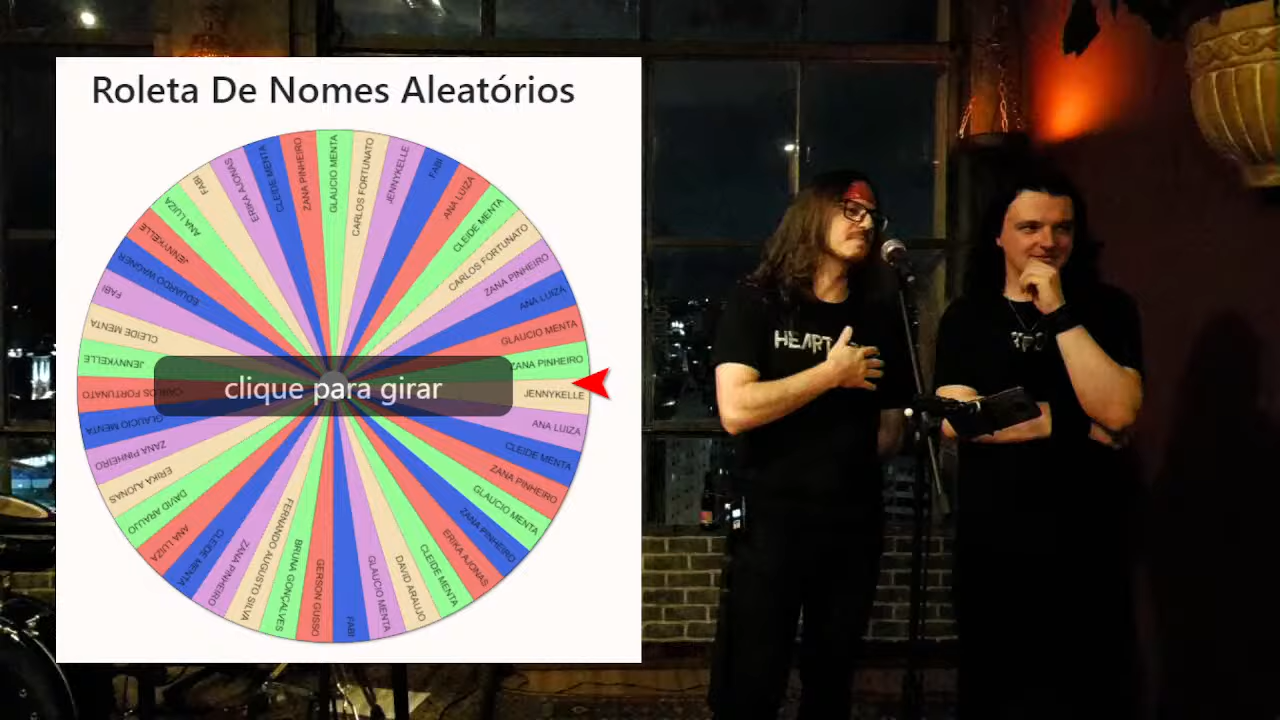 Roleta De Nomes Aleatórios
GLAUCIO MENTA
CARLOS FORTUNATO
JENNYKELLE
FABI
ANA LUIZA
CLEIDE MENTA
CARLOS FORTUNATO
ZANA PINHEIRO
ANA LUIZA
GLAUCIO MENTA
ZANA PINHEIRO
JENNYKELLE
ANA LUIZA
CLEIDE MENTA
ZANA PINHEIRO
GLAUCIO MENTA
ZANA PINHEIRO
ERIKA AJONAS
CLEIDE MENTA
DAVID ARAUJO
GLAUCIO MENTA
FABI
GERSON GUSSO
BRUNA GONÇALVES
FERNANDO AUGUSTO SILVA
ZANA PINHEIRO
CLEIDE MENTA
ANA LUIZA
DAVID ARAUJO
ERIKA AJONAS
ZANA PINHEIRO
GLAUCIO MENTA
CARLOS FORTUNATO
JENNYKELLE
CLEIDE MENTA
FABI
EDUARDO WAGNER
JENNYKELLE
ANA LUIZA
FABI
ERIKA AJONAS
CLEIDE MENTA
ZANA PINHEIRO
clique para girar
HEART